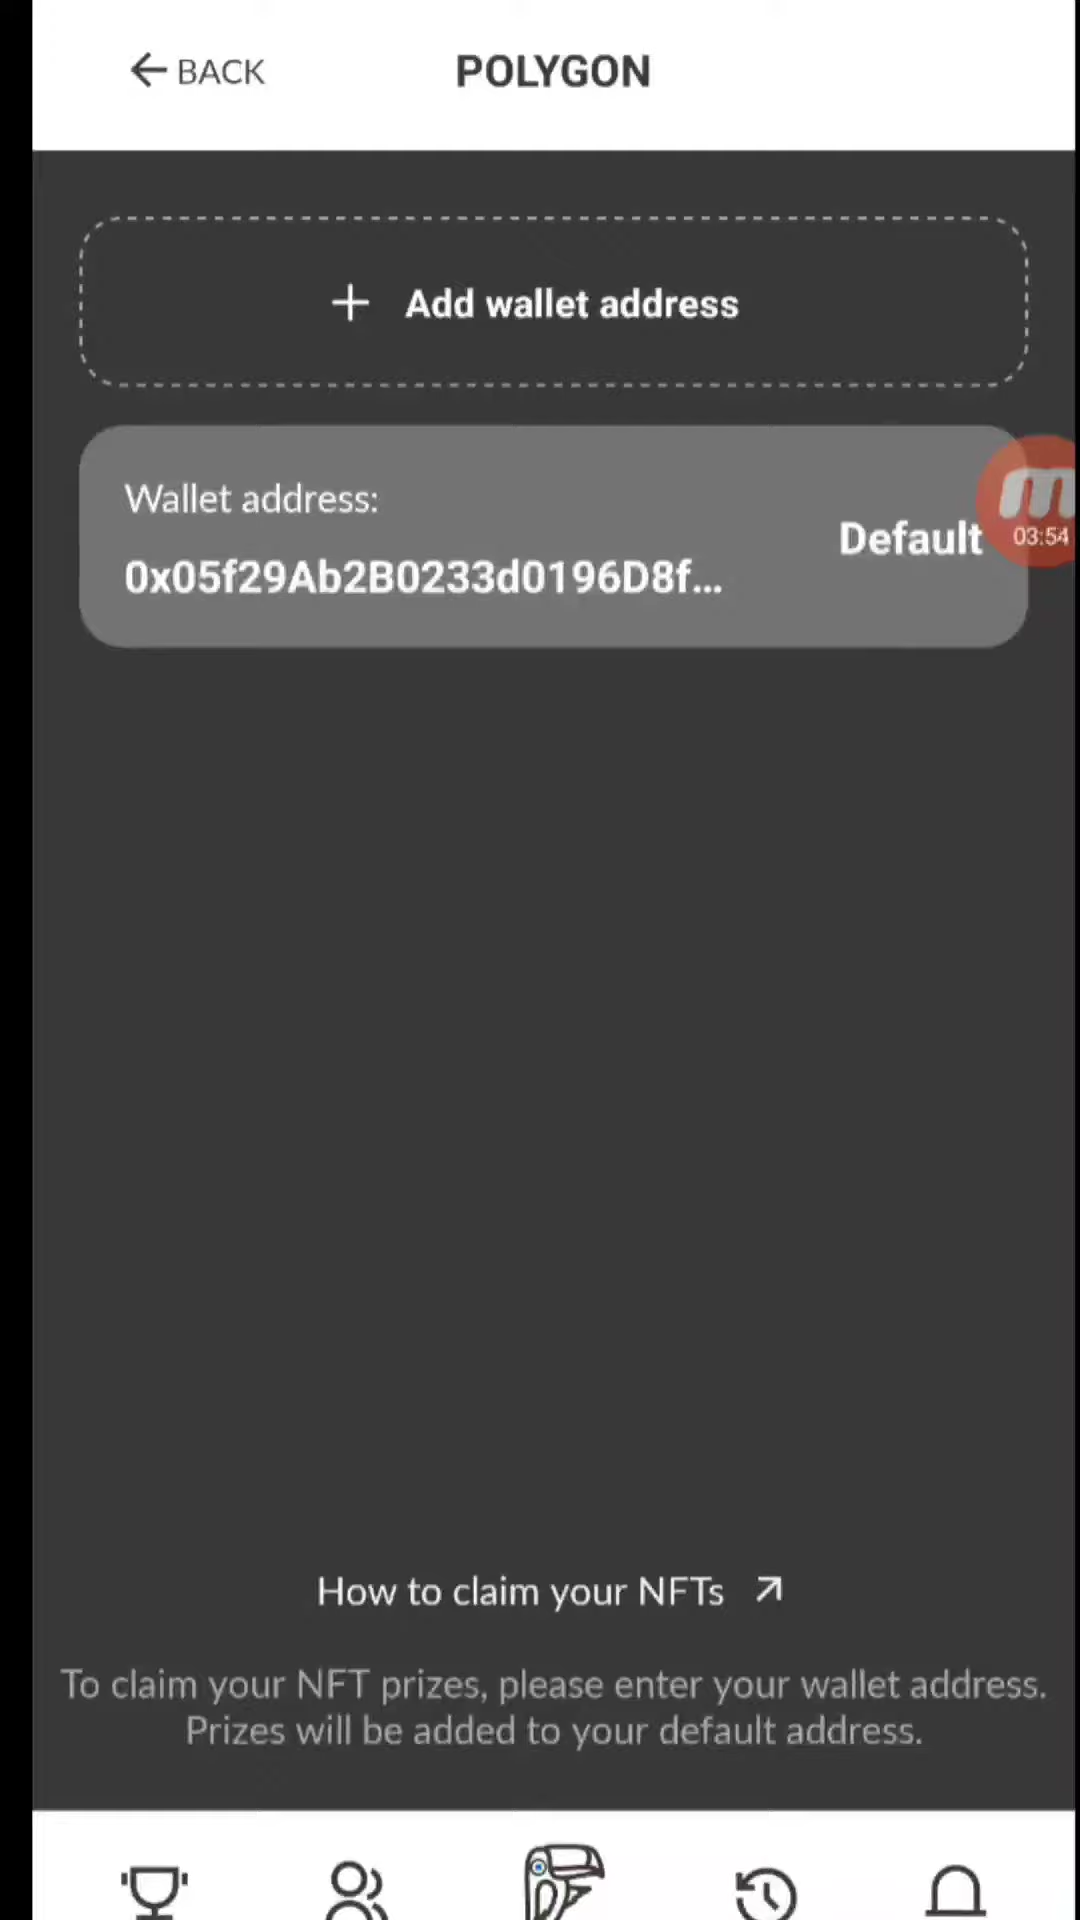 BACK
POLYGON
Add wallet address
Wallet address:
0x05f29Ab2B0233d0196D8f...
Default
03:54
How to claim your NFTs
To claim your NFT prizes, please enter your wallet address.
Prizes will be added to your default address.